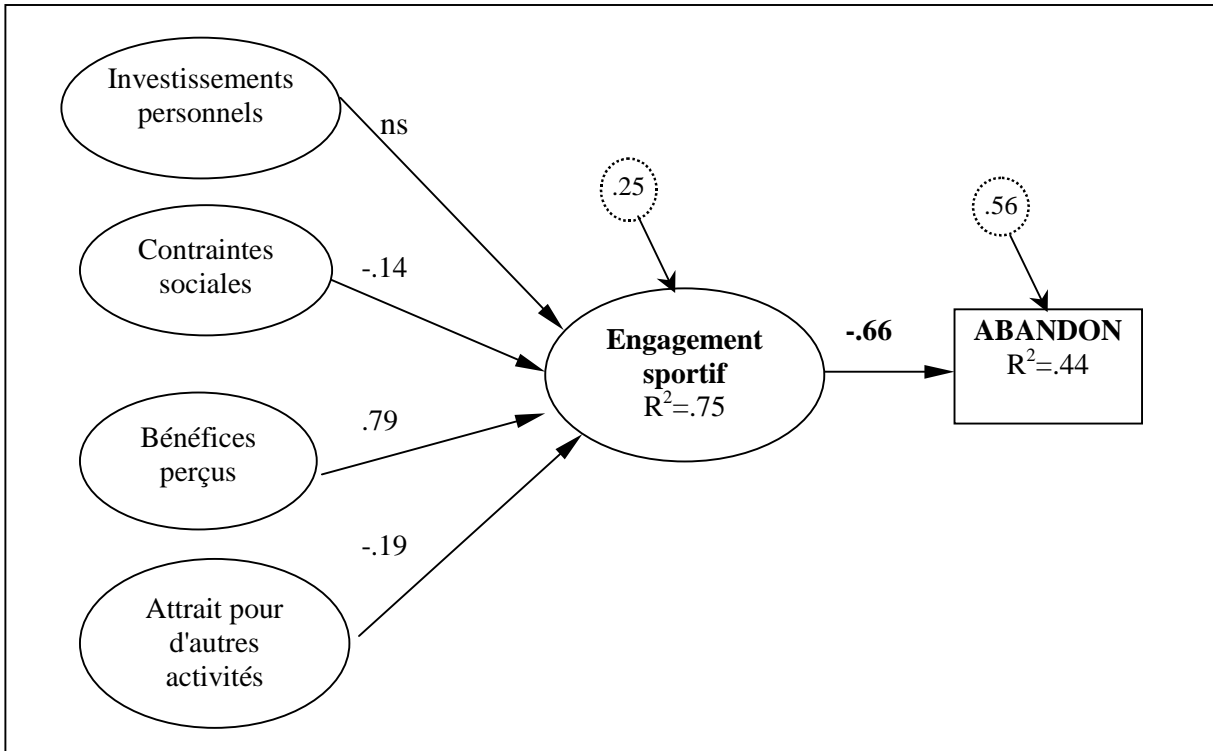 Investissements
personnels
ns
.25
.56
Contraintes
sociales
-.14
Engagement
sportif
R²=.75
-.66
ABANDON
R²=.44
Bénéfices
perçus
.79
-.19
Attrait pour
d'autres
activités